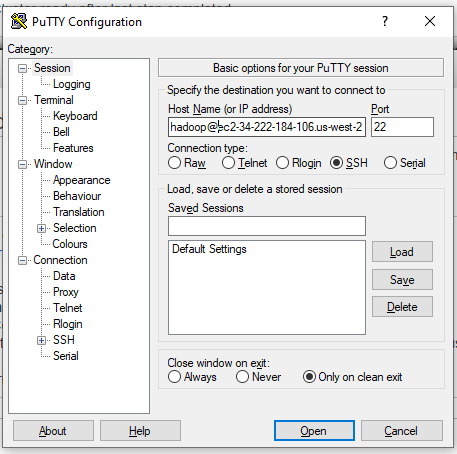 PuTTY Configuration
?
Category:
Session
Logging
Terminal
Keyboard
Bell
Features
Window
Appearance
Behaviour
Translation
Selection
Colours
Connection
Data
Proxy
Telnet
Rlogin
SSH
Serial
Basic options for your PuTTY session
Specify the destination you want to connect to
Host Name (or IP address) Port
hadoop@ec2-34-222-184-106.us-west-2 22
Connection type:
Raw Telnet Rlogin SSH Serial
Load, save or delete a stored session
Saved Sessions
Default Settings
Load
Save
Delete
Close window on exit:
Always Never Only on clean exit
About Help Open Cancel